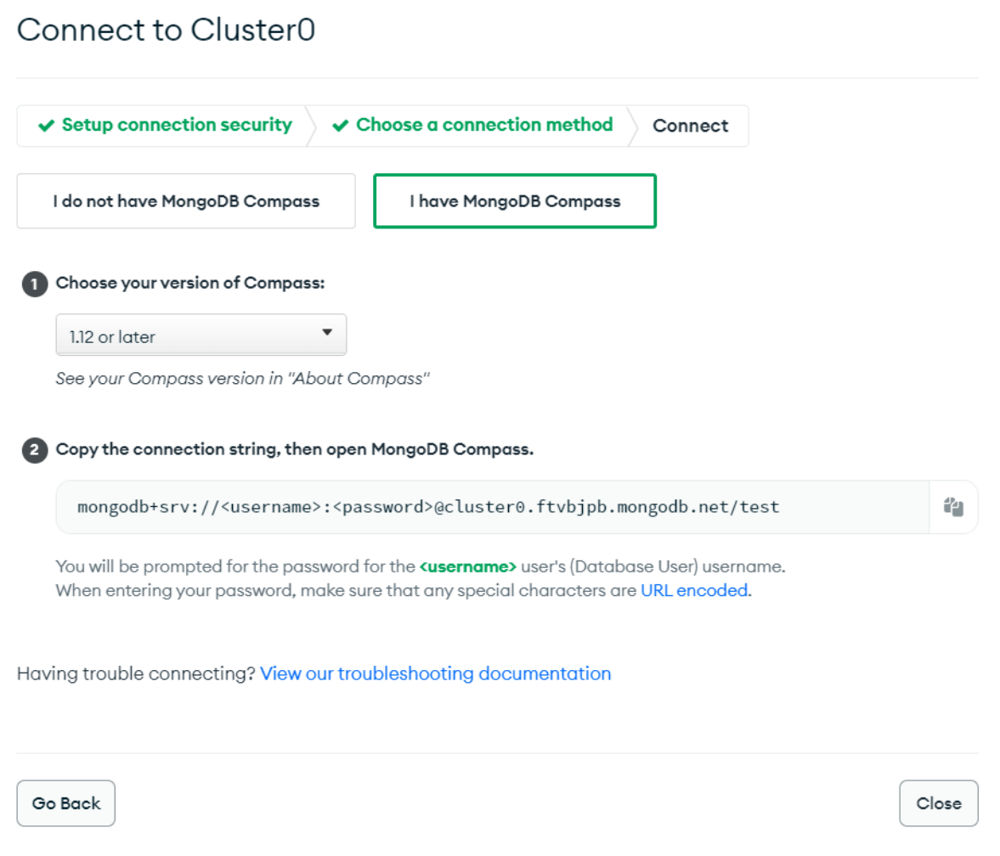 Connect to Cluster0
Setup connection security
Choose a connection method
Connect
I do not have MongoDB Compass
I have MongoDB Compass
1 Choose your version of Compass:
1.12 or later
See your Compass version in "About Compass"
2 Copy the connection string, then open MongoDB Compass.
mongodb+srv://<username>:<password>@cluster0.ftvbjpb.mongodb.net/test
You will be prompted for the password for the <username> user's (Database User) username.
When entering your password, make sure that any special characters are URL encoded.
Having trouble connecting? View our troubleshooting documentation
Go Back
Close